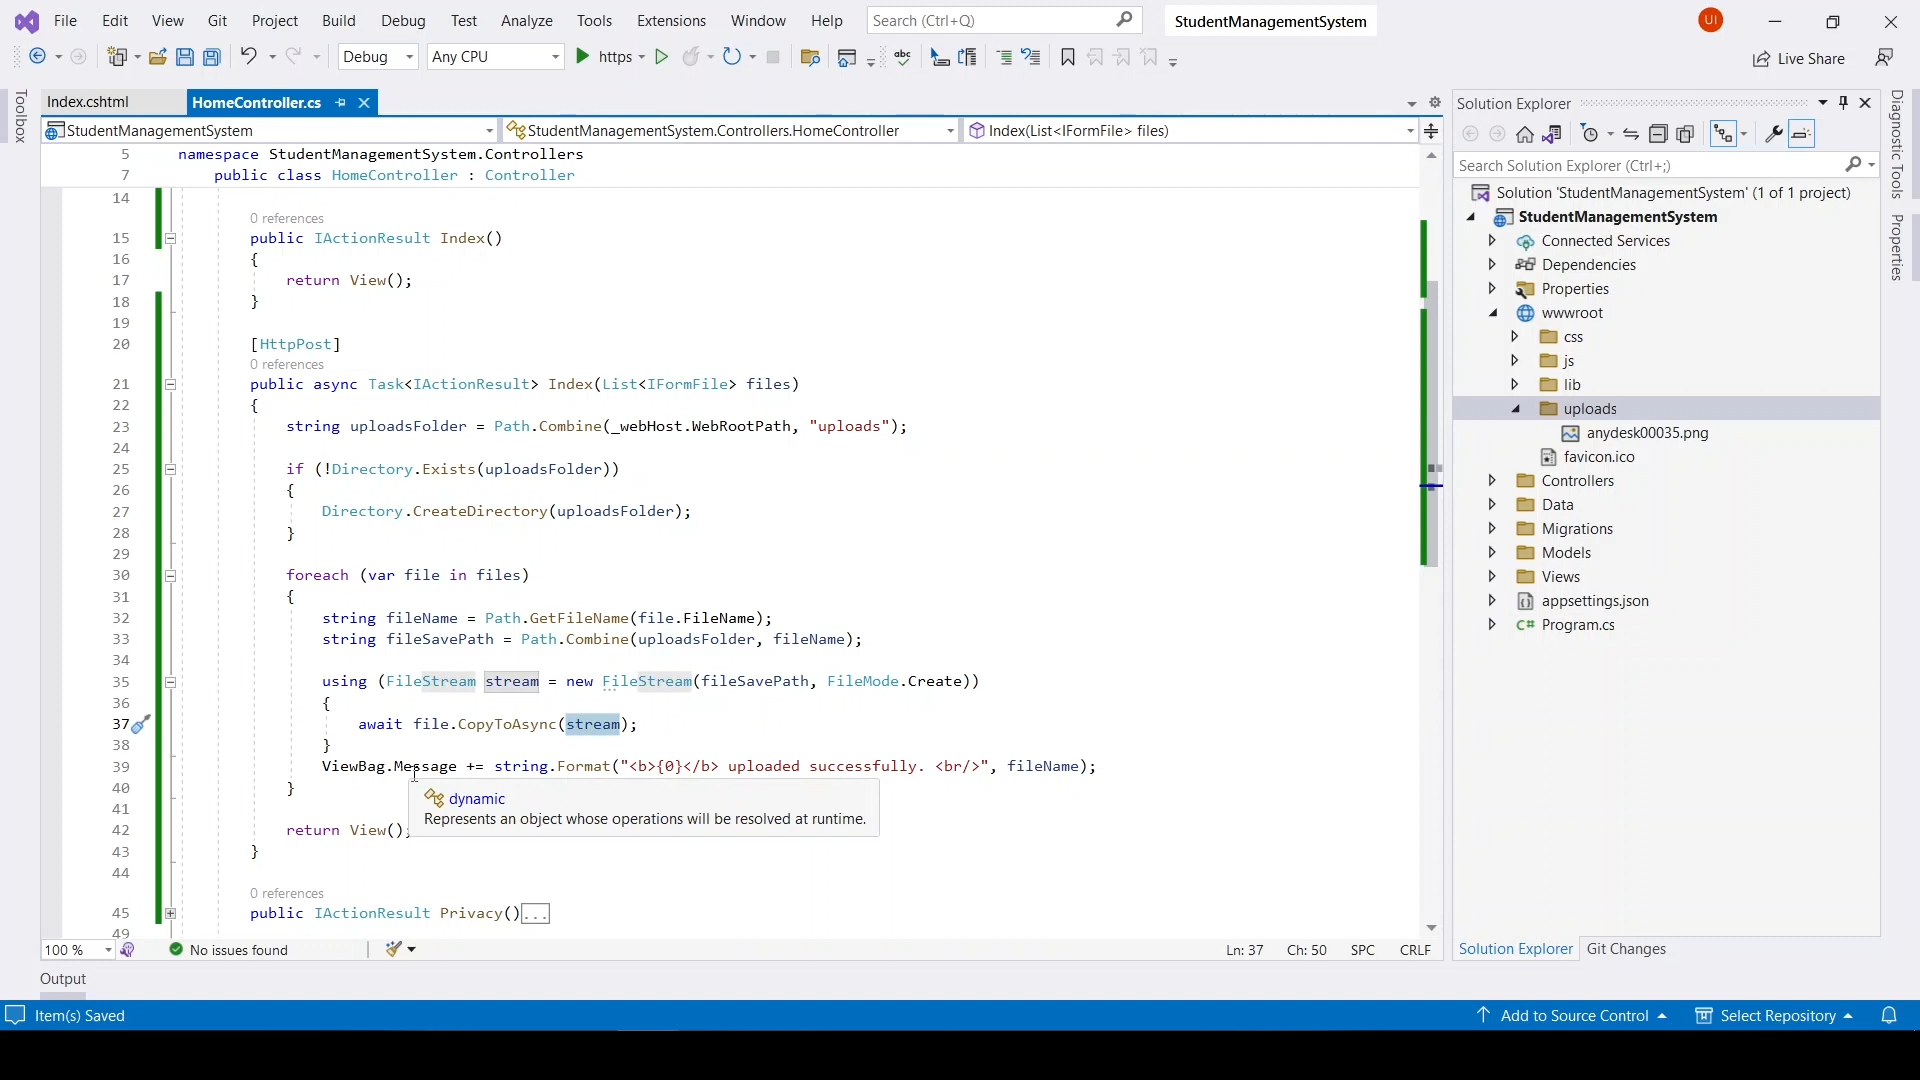 File Edit View Git Project Build Debug Test Analyze Tools Extensions Window Help Search (Ctrl+Q) StudentManagementSystem UI
Debug Any CPU https abc Live Share
Toolbox
Index.cshtml HomeController.cs
StudentManagementSystem StudentManagementSystem.Controllers.HomeController Index(List<IFormFile> files)
5 namespace StudentManagementSystem.Controllers
7 public class HomeController : Controller
14
0 references
15 public IActionResult Index()
16 {
17 return View();
18 }
19
20 [HttpPost]
0 references
21 public async Task<IActionResult> Index(List<IFormFile> files)
22 {
23 string uploadsFolder = Path.Combine(_webHost.WebRootPath, "uploads");
24
25 if (!Directory.Exists(uploadsFolder))
26 {
27 Directory.CreateDirectory(uploadsFolder);
28 }
29
30 foreach (var file in files)
31 {
32 string fileName = Path.GetFileName(file.FileName);
33 string fileSavePath = Path.Combine(uploadsFolder, fileName);
34
35 using (FileStream stream = new FileStream(fileSavePath, FileMode.Create))
36 {
37 await file.CopyToAsync(stream);
38 }
39 ViewBag.Message += string.Format("<b>{0}</b> uploaded successfully. <br/>", fileName);
40 }
41
dynamic
Represents an object whose operations will be resolved at runtime.
42 return View();
43 }
44
0 references
45 public IActionResult Privacy()...
49
100 % No issues found Ln: 37 Ch: 50 SPC CRLF
Output
Solution Explorer
Search Solution Explorer (Ctrl+;)
Solution 'StudentManagementSystem' (1 of 1 project)
StudentManagementSystem
Connected Services
Dependencies
Properties
wwwroot
css
js
lib
uploads
anydesk00035.png
favicon.ico
Controllers
Data
Migrations
Models
Views
appsettings.json
C# Program.cs
Solution Explorer Git Changes
Diagnostic Tools
Properties
Item(s) Saved Add to Source Control Select Repository